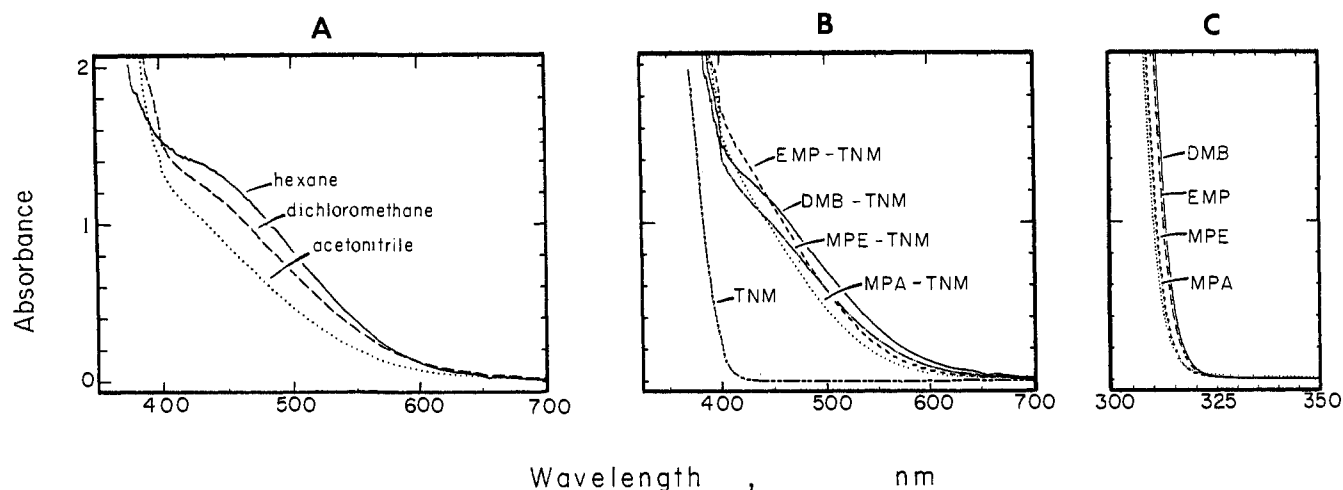 A
B
C
Absorbance
2
1
0
hexane
dichloromethane
acetonitrile
400
500
600
700
EMP-TNM
DMB-TNM
MPE-TNM
MPA-TNM
TNM
400
500
600
700
DMB
EMP
MPE
MPA
300
325
350
Wavelength , nm